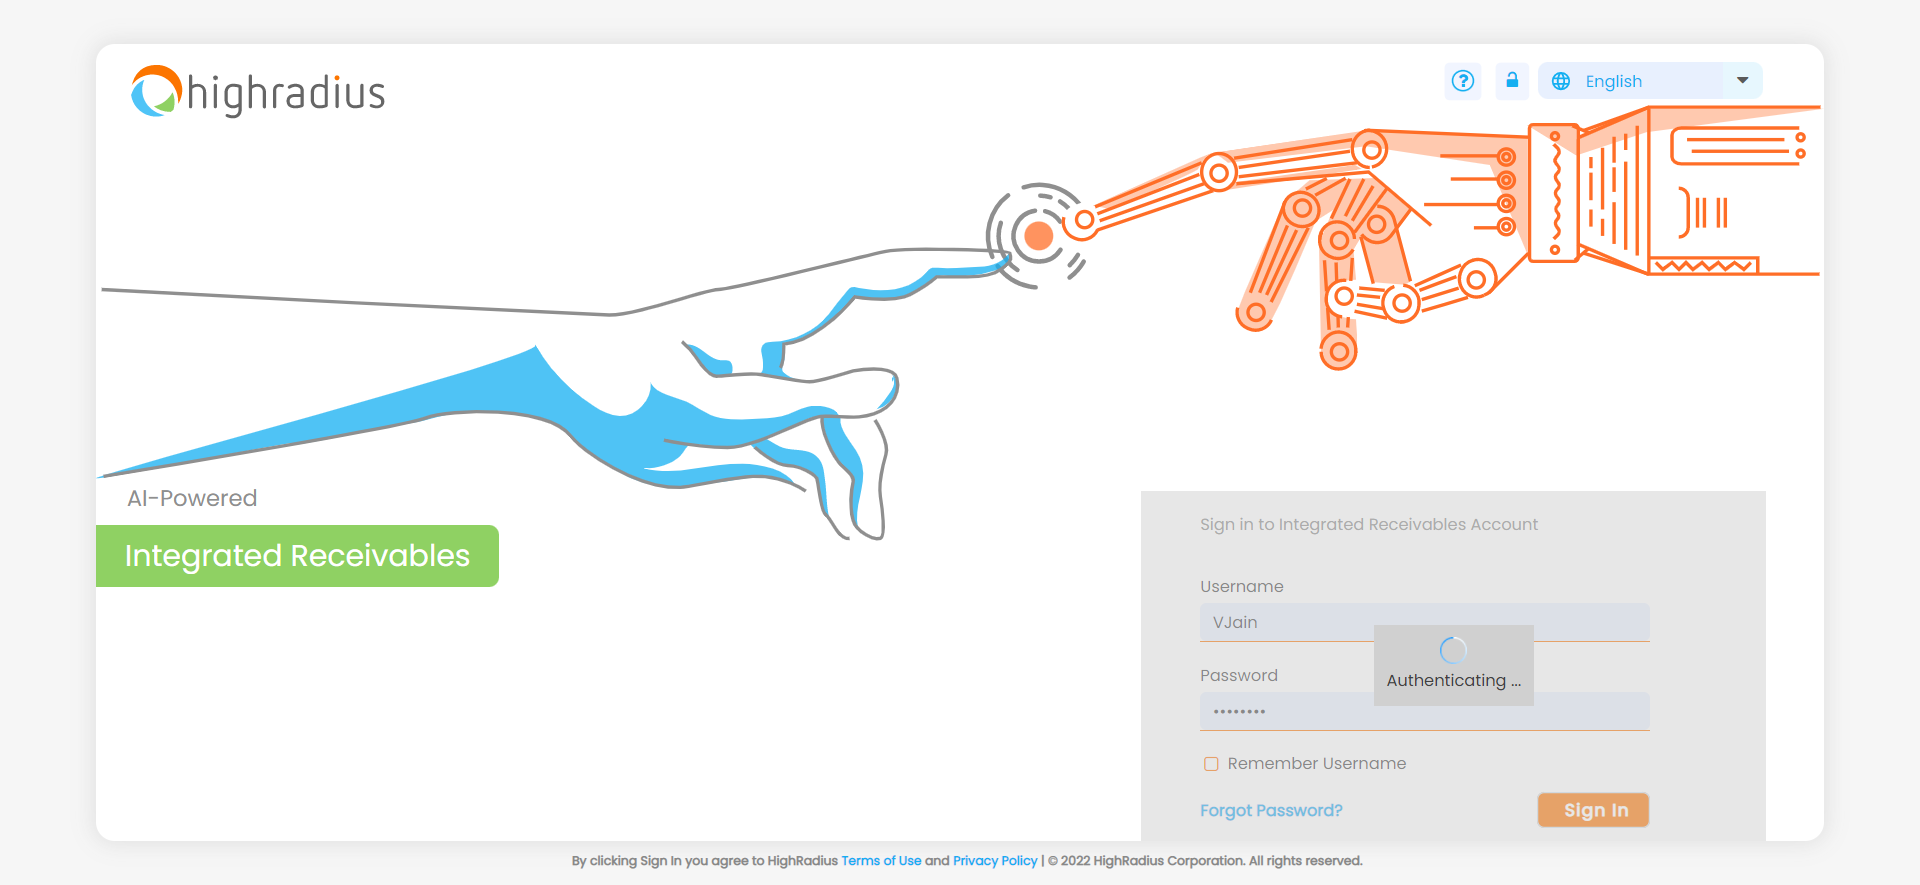 highradius
? English
AI-Powered
Integrated Receivables
Sign in to Integrated Receivables Account
Username
VJain
Password
••••••••
Authenticating ...
Remember Username
Forgot Password?
Sign In
By clicking Sign In you agree to HighRadius Terms of Use and Privacy Policy | © 2022 HighRadius Corporation. All rights reserved.